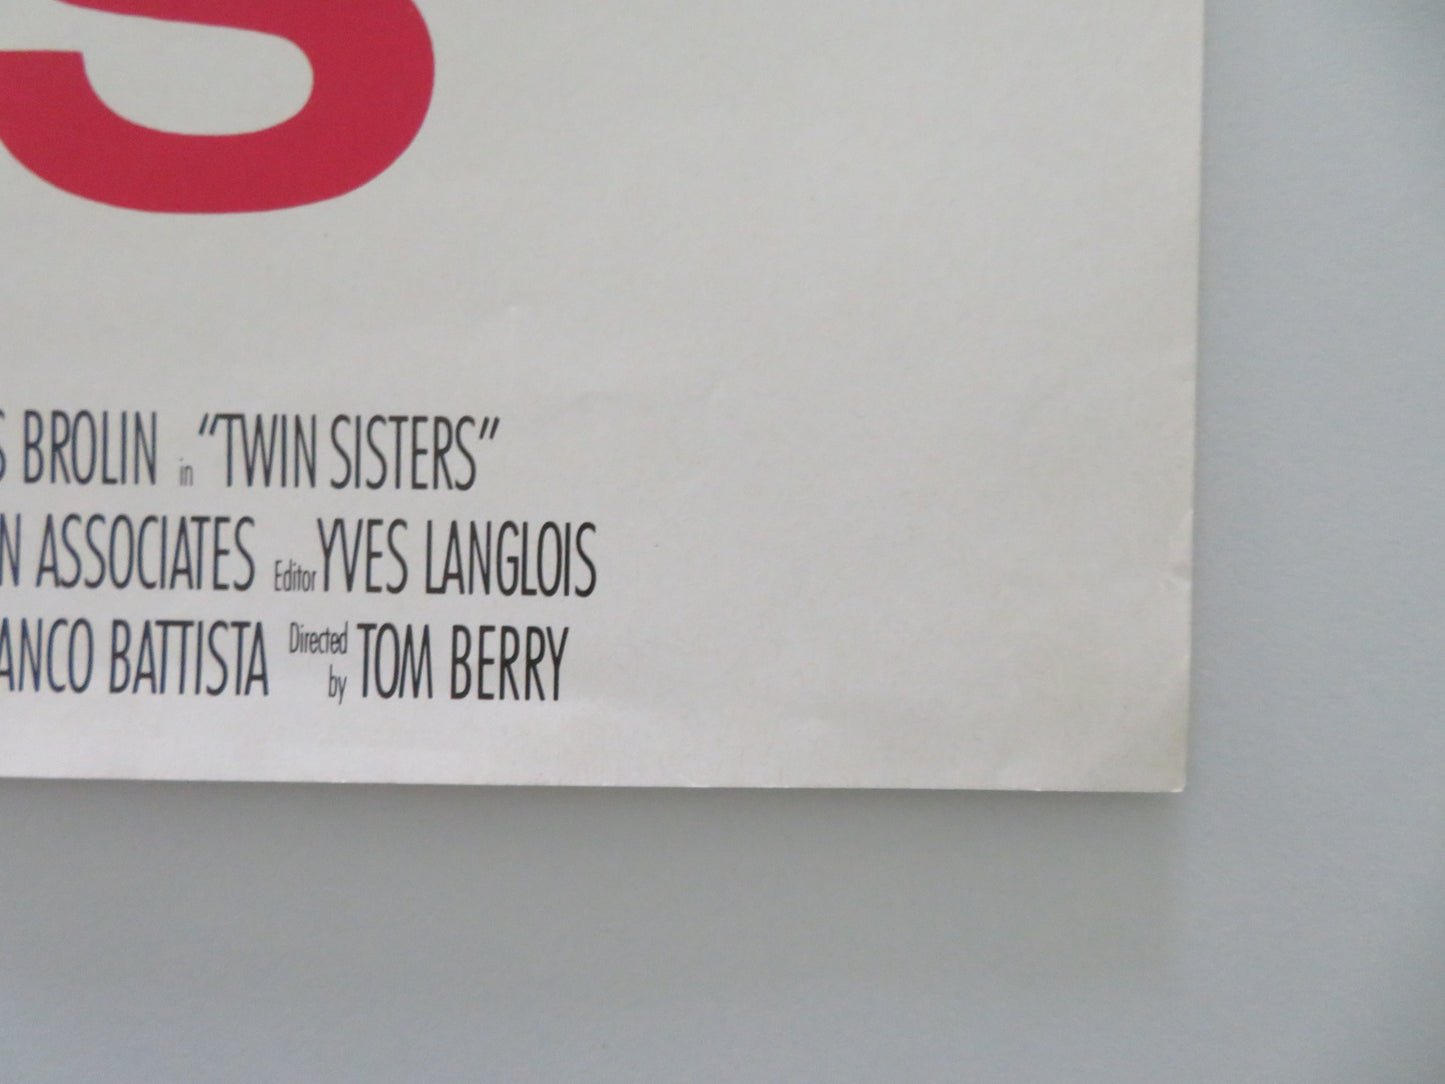 S
S BROLIN in "TWIN SISTERS"
N ASSOCIATES Editor YVES LANGLOIS
ANCO BATTISTA Directed by TOM BERRY